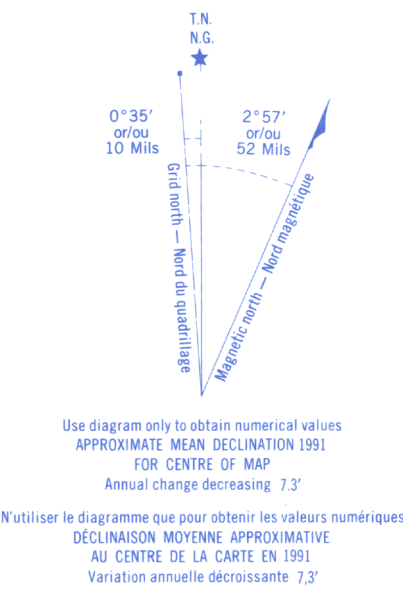 T.N.
N.G.
0°35′
or/ou
10 Mils
2°57′
or/ou
52 Mils
Grid north — Nord du quadrillage
Magnetic north — Nord magnétique
Use diagram only to obtain numerical values
APPROXIMATE MEAN DECLINATION 1991
FOR CENTRE OF MAP
Annual change decreasing 7.3′
N'utiliser le diagramme que pour obtenir les valeurs numériques
DÉCLINAISON MOYENNE APPROXIMATIVE
AU CENTRE DE LA CARTE EN 1991
Variation annuelle décroissante 7,3′